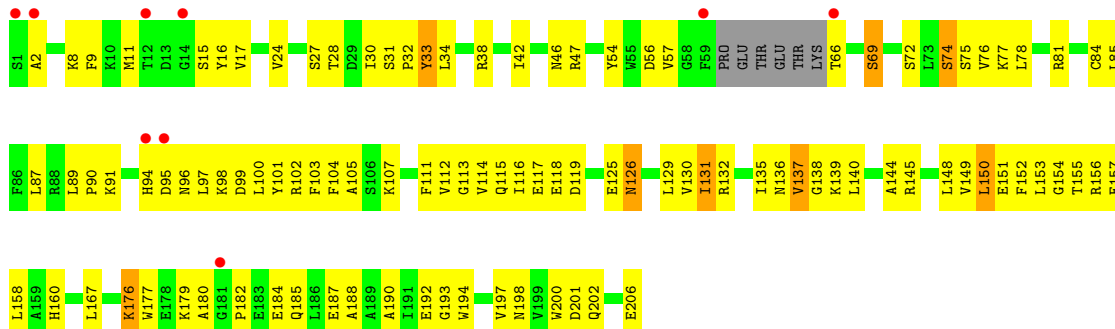 S1 A2 K8 F9 K10 M11 T12 D13 G14 S15 Y16 V17 V24 S27 T28 D29 I30 S31 P32 Y33 L34 R38 I42 N46 R47 Y54 W55 D56 V57 G58 F59 PRO GLU THR GLU THR LYS T66 S69 S72 L73 S74 S75 V76 K77 L78 R81 C84 L85
F86 L87 R88 L89 P90 K91 H94 D95 N96 L97 K98 D99 L100 Y101 R102 F103 F104 A105 S106 K107 F111 V112 G113 V114 Q115 I116 E117 E118 D119 E125 N126 L129 V130 I131 R132 I135 N136 V137 G138 K139 L140 A144 R145 L148 V149 L150 E151 F152 L153 G154 T155 R156 E157
L158 A159 H160 L167 K176 W177 E178 K179 A180 G181 P182 E183 E184 Q185 L186 E187 A188 A189 A190 I191 E192 G193 W194 V197 N198 V199 W200 D201 Q202 E206